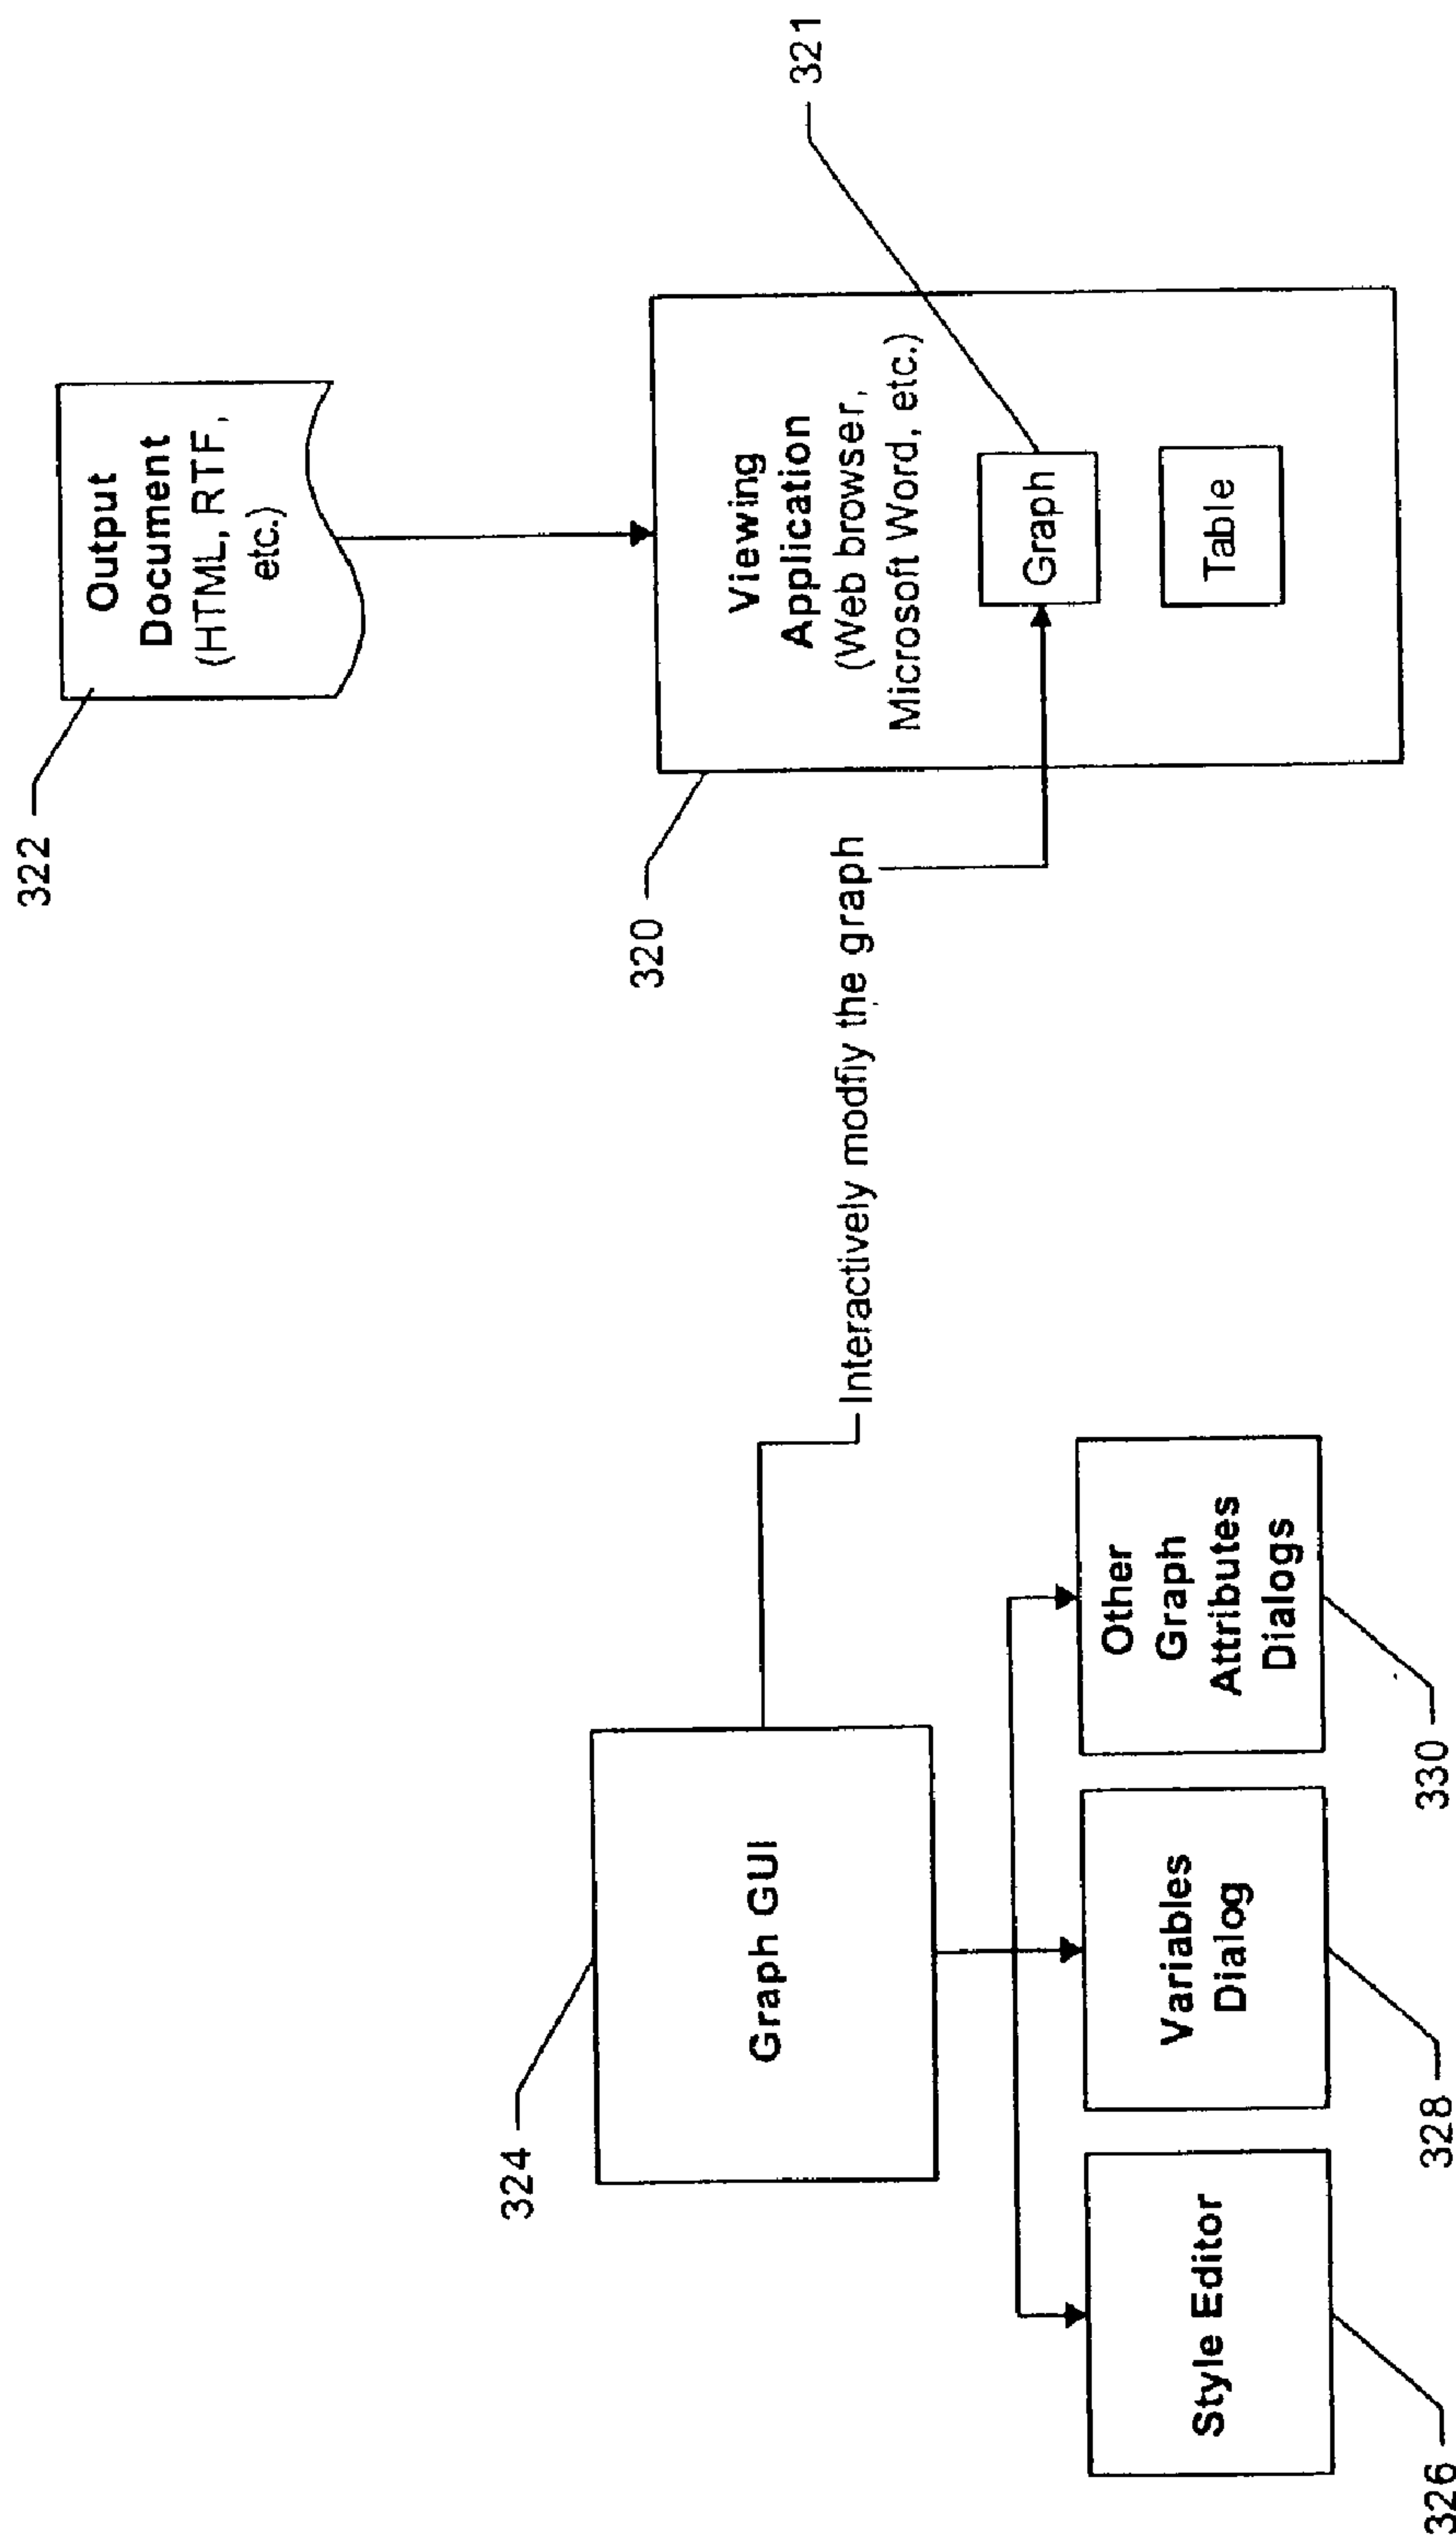 322
Output
Document
(HTML, RTF,
etc.)
320
Viewing
Application
(Web browser,
Microsoft Word, etc.)
Graph
321
Table
Interactively modfiy the graph
324
Graph GUI
Style Editor
326
Variables
Dialog
328
Other
Graph
Attributes
Dialogs
330